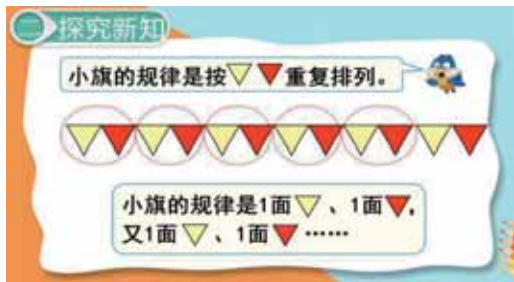 二 探究新知
小旗的规律是按▽▼重复排列。
小旗的规律是1面▽、1面▼,
又1面▽、1面▼……